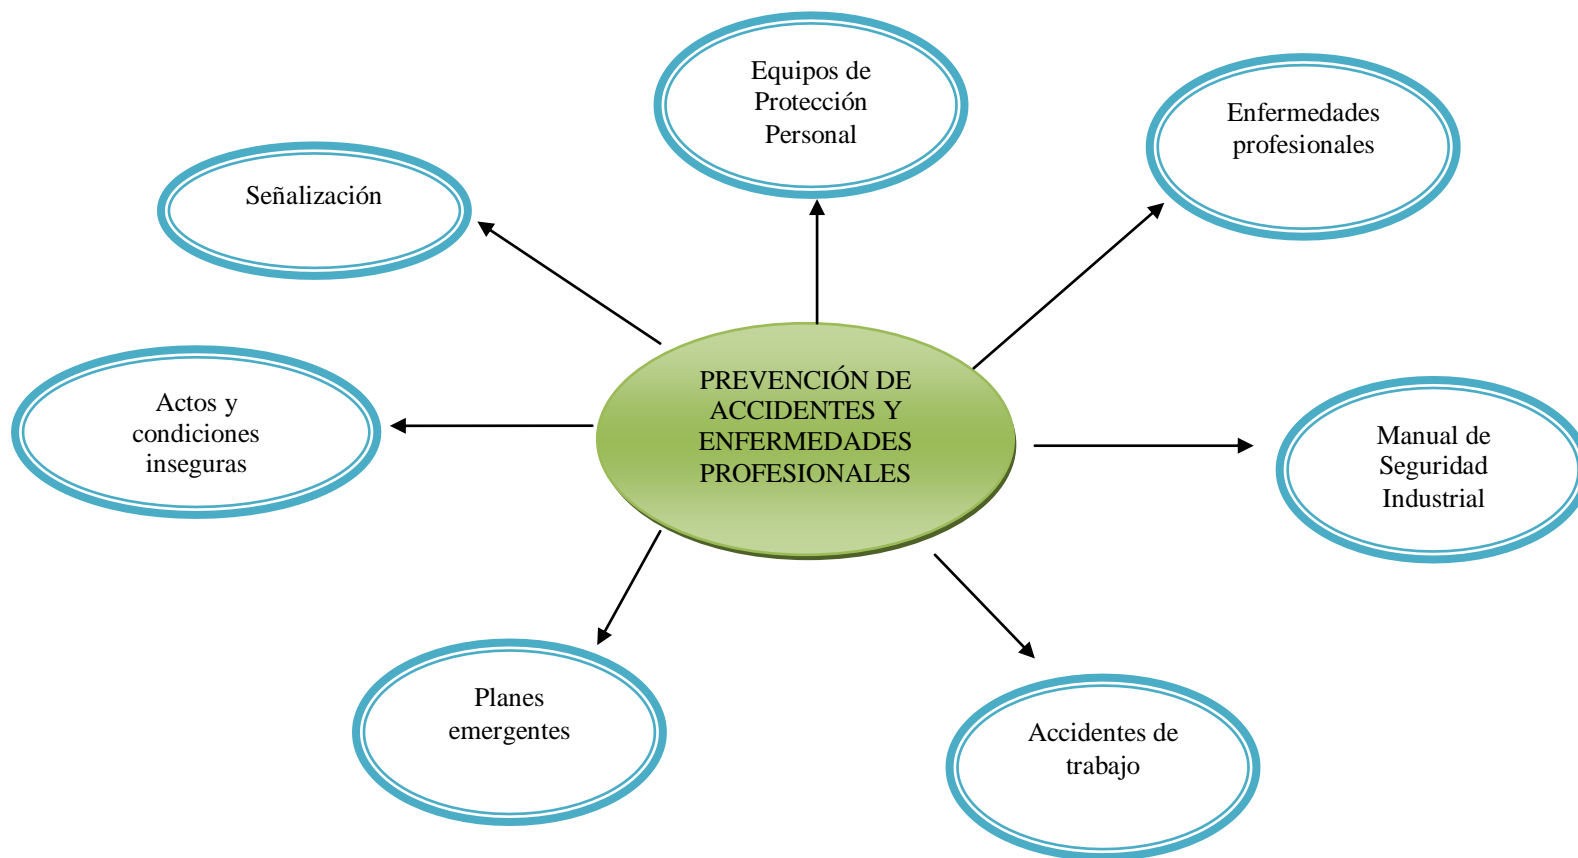 Equipos de
Protección
Personal
Enfermedades
profesionales
Señalización
PREVENCIÓN DE
ACCIDENTES Y
ENFERMEDADES
PROFESIONALES
Actos y
condiciones
inseguras
Manual de
Seguridad
Industrial
Planes
emergentes
Accidentes de
trabajo